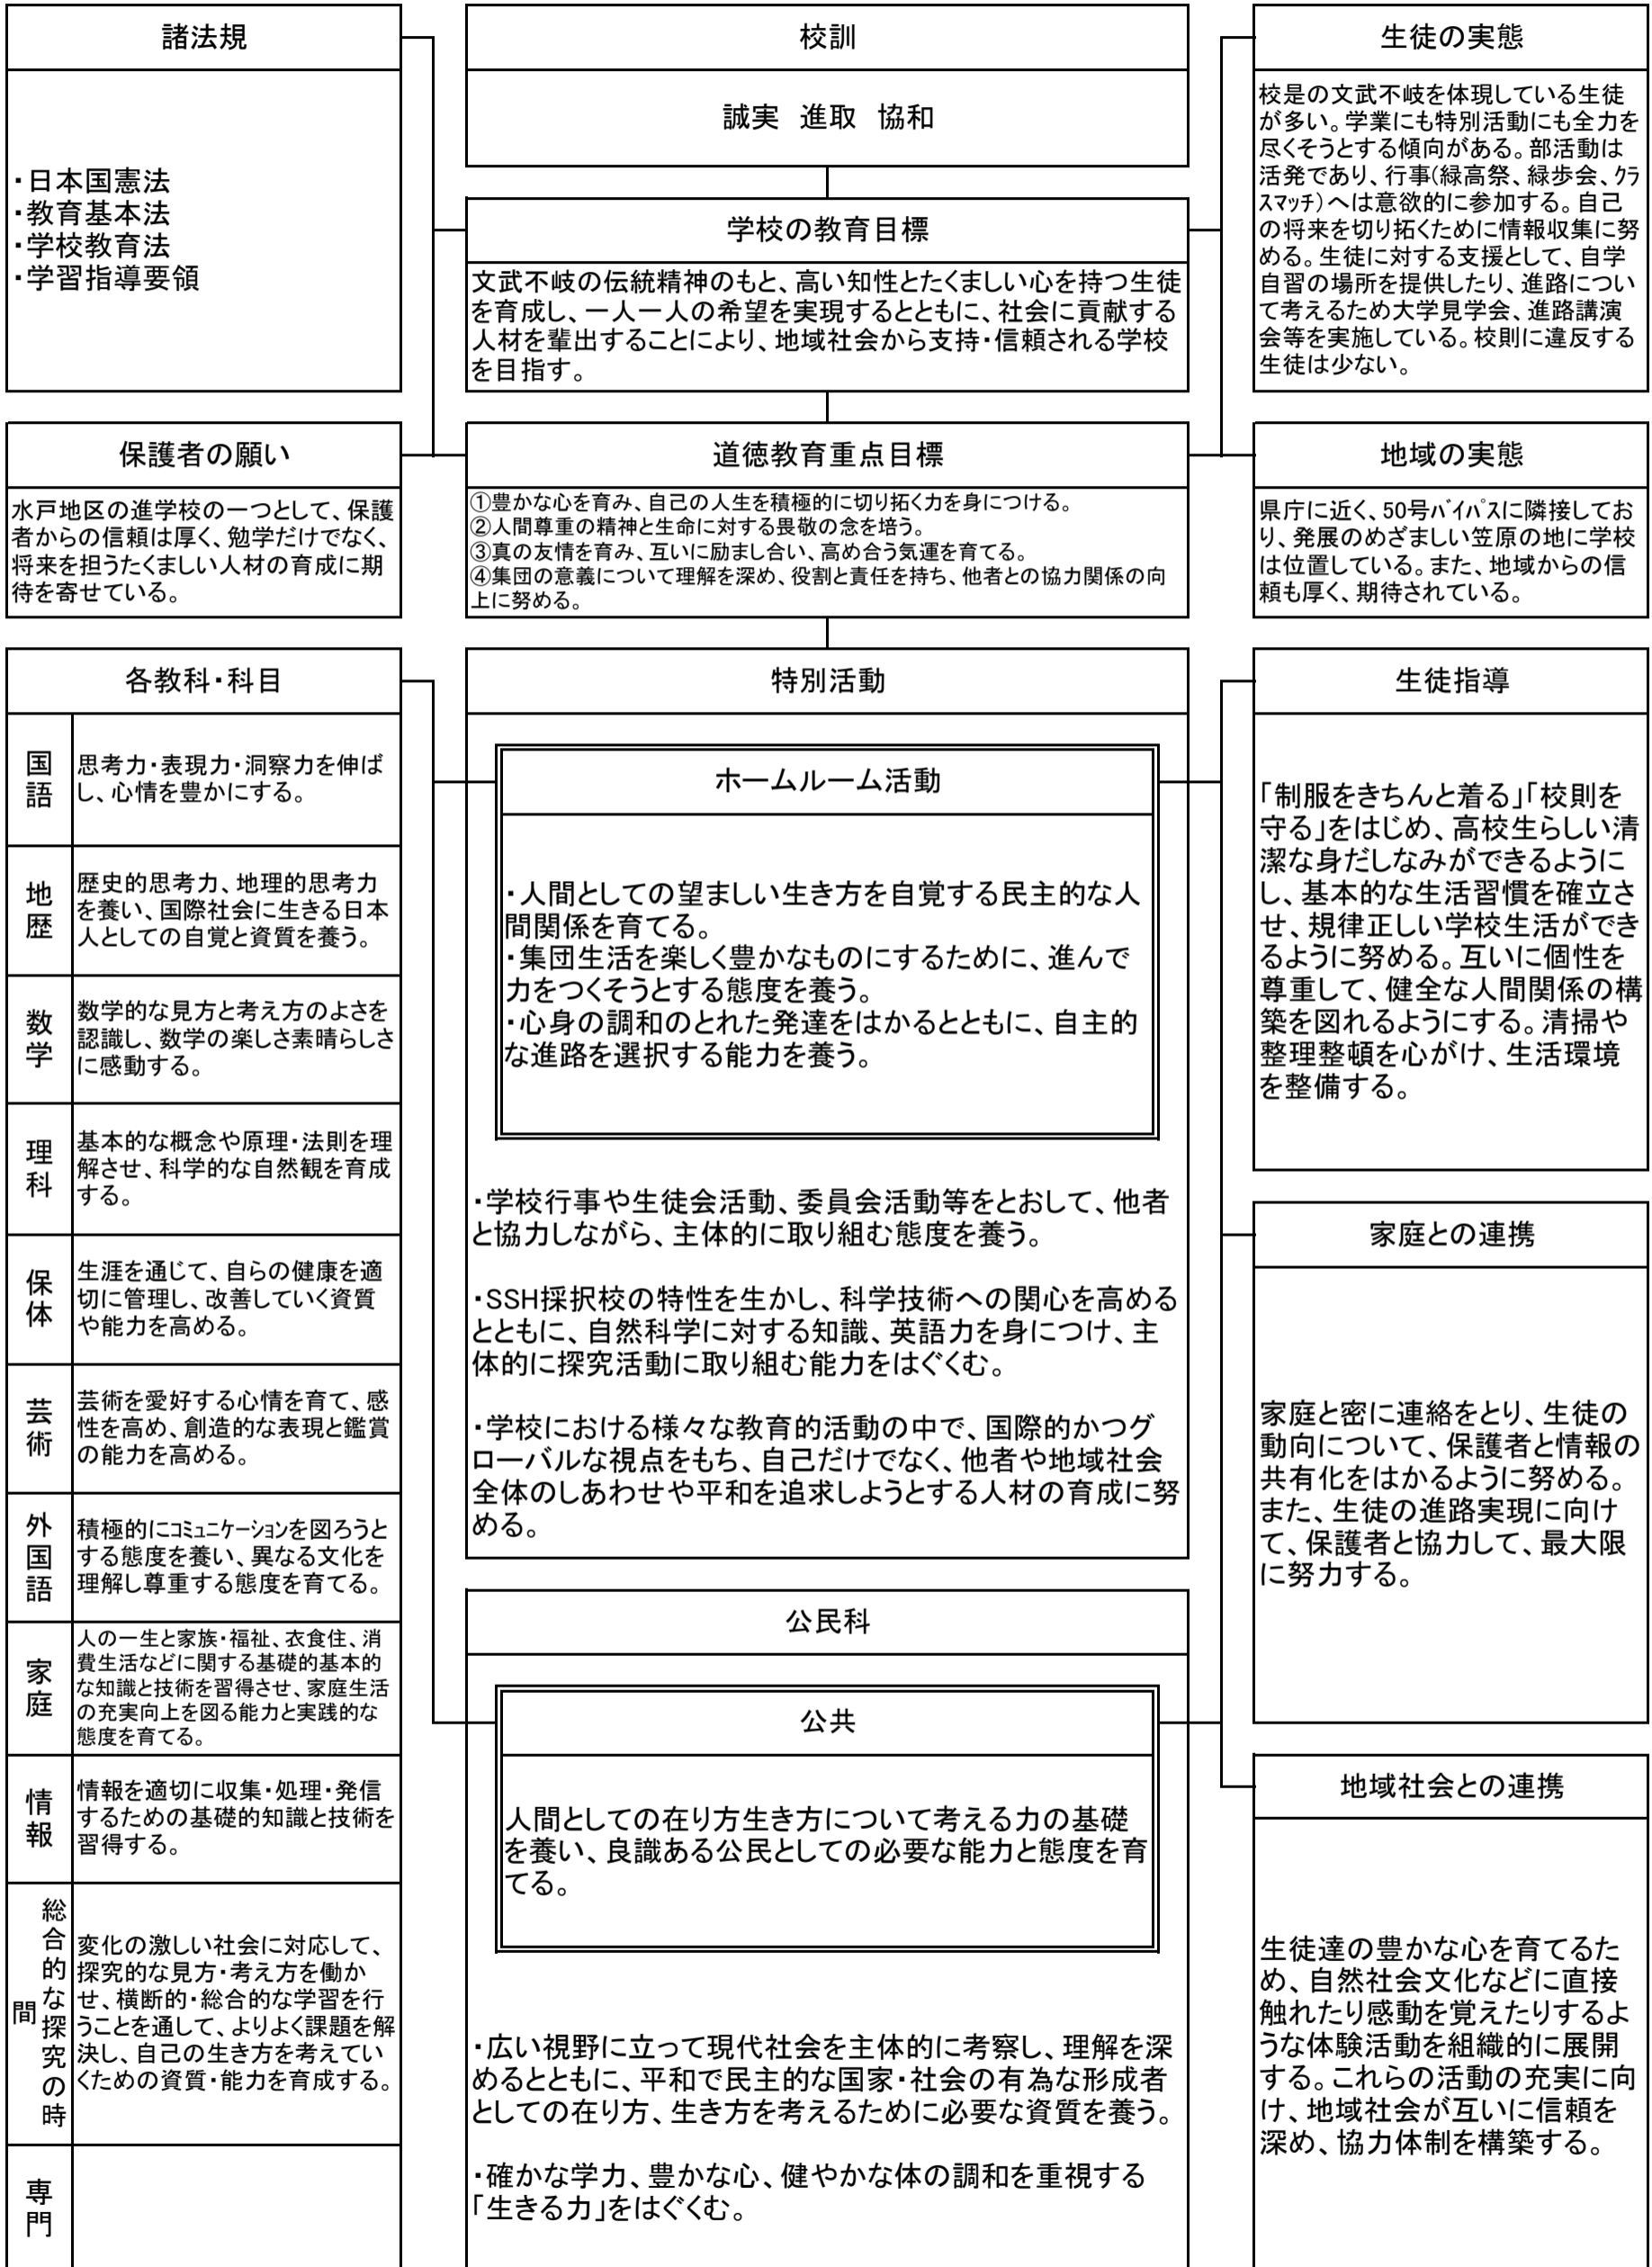 諸法規
・日本国憲法
・教育基本法
・学校教育法
・学習指導要領
校訓
誠実　進取　協和
学校の教育目標
文武不岐の伝統精神のもと、高い知性とたくましい心を持つ生徒
を育成し、一人一人の希望を実現するとともに、社会に貢献する
人材を輩出することにより、地域社会から支持・信頼される学校
を目指す。
生徒の実態
校是の文武不岐を体現している生徒
が多い。学業にも特別活動にも全力を
尽くそうとする傾向がある。部活動は
活発であり、行事(緑高祭、緑歩会、ｸﾗ
ｽﾏｯﾁ)へは意欲的に参加する。自己
の将来を切り拓くために情報収集に努
める。生徒に対する支援として、自学
自習の場所を提供したり、進路につい
て考えるため大学見学会、進路講演
会等を実施している。校則に違反する
生徒は少ない。
保護者の願い
水戸地区の進学校の一つとして、保護
者からの信頼は厚く、勉学だけでなく、
将来を担うたくましい人材の育成に期
待を寄せている。
道徳教育重点目標
①豊かな心を育み、自己の人生を積極的に切り拓く力を身につける。
②人間尊重の精神と生命に対する畏敬の念を培う。
③真の友情を育み、互いに励まし合い、高め合う気運を育てる。
④集団の意義について理解を深め、役割と責任を持ち、他者との協力関係の向
上に努める。
地域の実態
県庁に近く、50号ﾊﾞｲﾊﾟｽに隣接してお
り、発展のめざましい笠原の地に学校
は位置している。また、地域からの信
頼も厚く、期待されている。
各教科・科目
国語
思考力・表現力・洞察力を伸ば
し、心情を豊かにする。
地歴
歴史的思考力、地理的思考力
を養い、国際社会に生きる日本
人としての自覚と資質を養う。
数学
数学的な見方と考え方のよさを
認識し、数学の楽しさ素晴らしさ
に感動する。
理科
基本的な概念や原理・法則を理
解させ、科学的な自然観を育成
する。
保体
生涯を通じて、自らの健康を適
切に管理し、改善していく資質
や能力を高める。
芸術
芸術を愛好する心情を育て、感
性を高め、創造的な表現と鑑賞
の能力を高める。
外国語
積極的にｺﾐｭﾆｹｰｼｮﾝを図ろうと
する態度を養い、異なる文化を
理解し尊重する態度を育てる。
家庭
人の一生と家族・福祉、衣食住、消
費生活などに関する基礎的基本的
な知識と技術を習得させ、家庭生活
の充実向上を図る能力と実践的な
態度を育てる。
情報
情報を適切に収集・処理・発信
するための基礎的知識と技術を
習得する。
総合的な探究の時
間
変化の激しい社会に対応して、
探究的な見方・考え方を働か
せ、横断的・総合的な学習を行
うことを通して、よりよく課題を解
決し、自己の生き方を考えてい
くための資質・能力を育成する。
専門
特別活動
ホームルーム活動
・人間としての望ましい生き方を自覚する民主的な人
間関係を育てる。
・集団生活を楽しく豊かなものにするために、進んで
力をつくそうとする態度を養う。
・心身の調和のとれた発達をはかるとともに、自主的
な進路を選択する能力を養う。
・学校行事や生徒会活動、委員会活動等をとおして、他者
と協力しながら、主体的に取り組む態度を養う。
・SSH採択校の特性を生かし、科学技術への関心を高める
とともに、自然科学に対する知識、英語力を身につけ、主
体的に探究活動に取り組む能力をはぐくむ。
・学校における様々な教育的活動の中で、国際的かつグ
ローバルな視点をもち、自己だけでなく、他者や地域社会
全体のしあわせや平和を追求しようとする人材の育成に努
める。
公民科
公共
人間としての在り方生き方について考える力の基礎
を養い、良識ある公民としての必要な能力と態度を育
てる。
・広い視野に立って現代社会を主体的に考察し、理解を深
めるとともに、平和で民主的な国家・社会の有為な形成者
としての在り方、生き方を考えるために必要な資質を養う。
・確かな学力、豊かな心、健やかな体の調和を重視する
「生きる力」をはぐくむ。
生徒指導
「制服をきちんと着る」「校則を
守る」をはじめ、高校生らしい清
潔な身だしなみができるように
し、基本的な生活習慣を確立さ
せ、規律正しい学校生活ができ
るように努める。互いに個性を
尊重して、健全な人間関係の構
築を図れるようにする。清掃や
整理整頓を心がけ、生活環境
を整備する。
家庭との連携
家庭と密に連絡をとり、生徒の
動向について、保護者と情報の
共有化をはかるように努める。
また、生徒の進路実現に向け
て、保護者と協力して、最大限
に努力する。
地域社会との連携
生徒達の豊かな心を育てるた
め、自然社会文化などに直接
触れたり感動を覚えたりするよ
うな体験活動を組織的に展開
する。これらの活動の充実に向
け、地域社会が互いに信頼を
深め、協力体制を構築する。